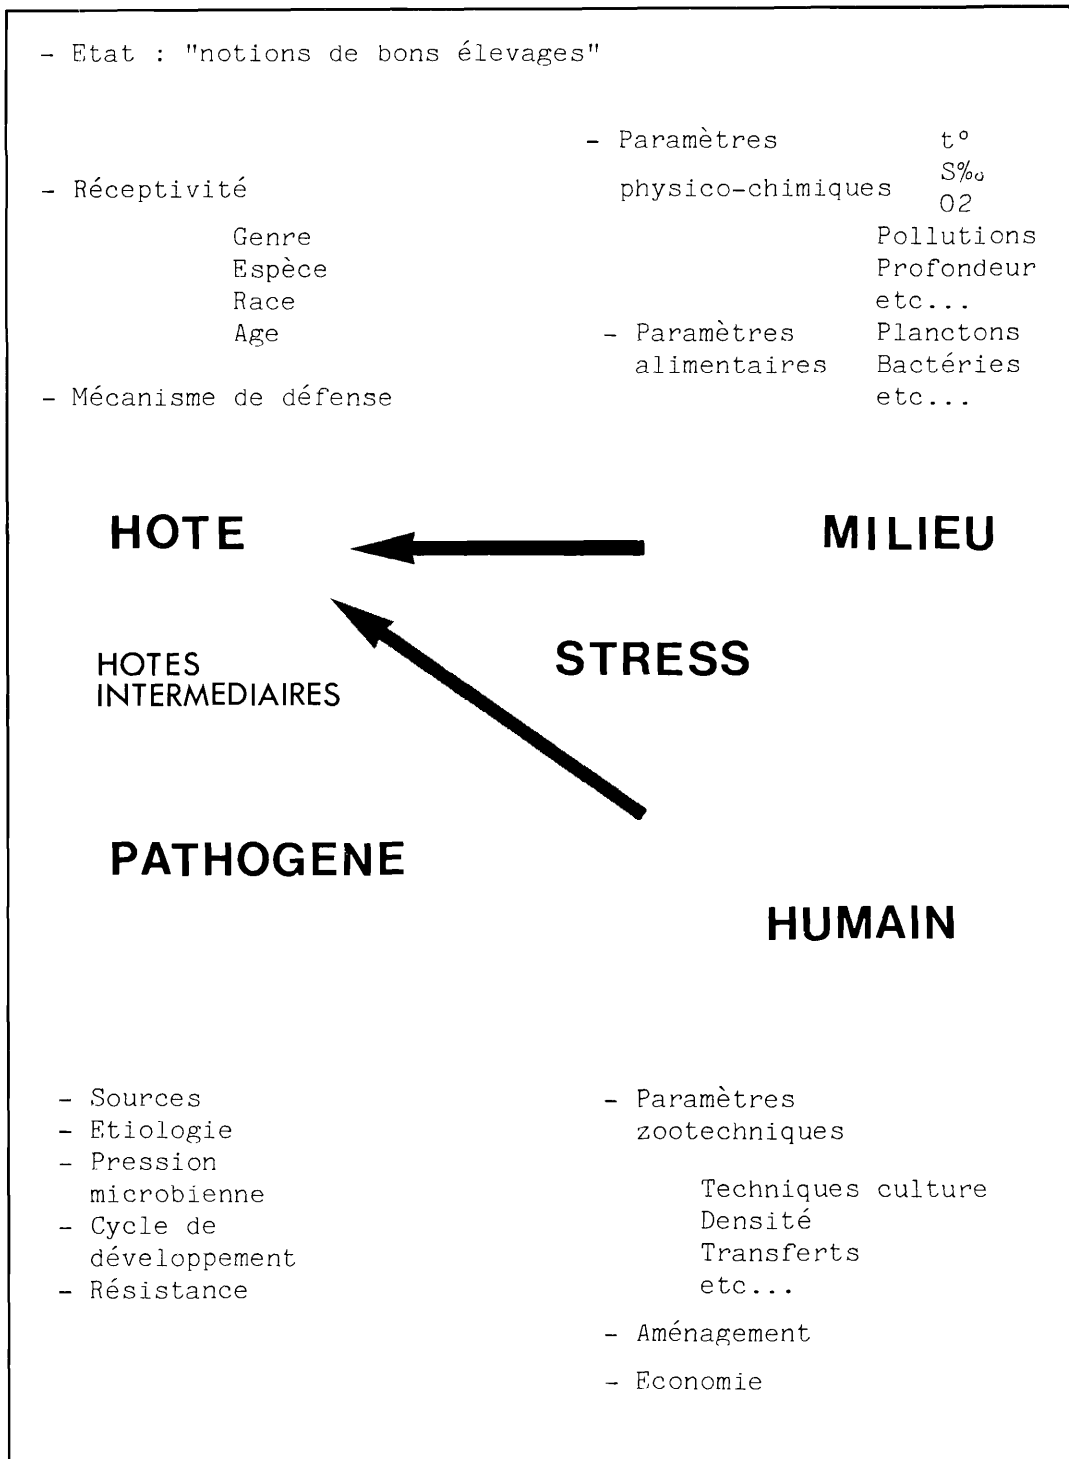 - Etat : "notions de bons élevages"
- Réceptivité
Genre
Espèce
Race
Age
- Mécanisme de défense
- Paramètres
physico-chimiques
t°
S‰
O2
Pollutions
Profondeur
etc...
- Paramètres
alimentaires
Planctons
Bactéries
etc...
HOTE
MILIEU
STRESS
HOTES
INTERMEDIAIRES
PATHOGENE
HUMAIN
- Sources
- Etiologie
- Pression
microbienne
- Cycle de
développement
- Résistance
- Paramètres
zootechniques
Techniques culture
Densité
Transferts
etc...
- Aménagement
- Economie